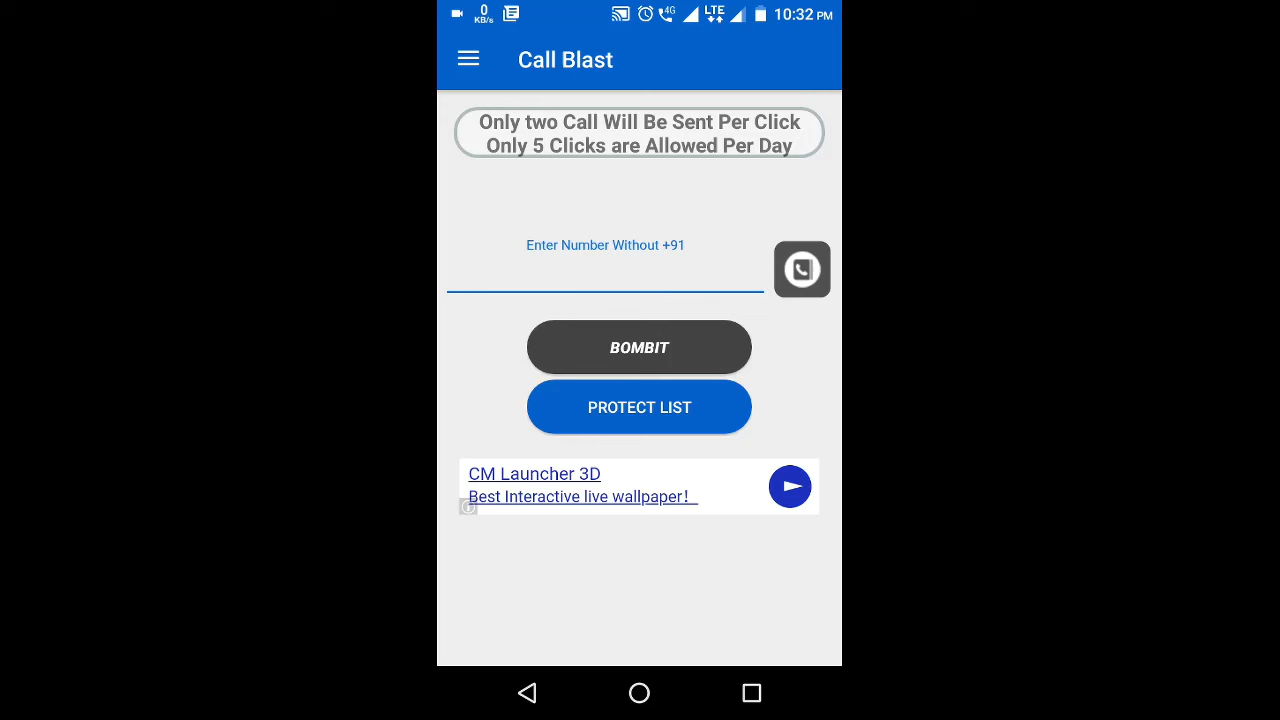 0
KB/s
4G
LTE
10:32 PM
Call Blast
Only two Call Will Be Sent Per Click
Only 5 Clicks are Allowed Per Day
Enter Number Without +91
BOMBIT
PROTECT LIST
CM Launcher 3D
Best Interactive live wallpaper!